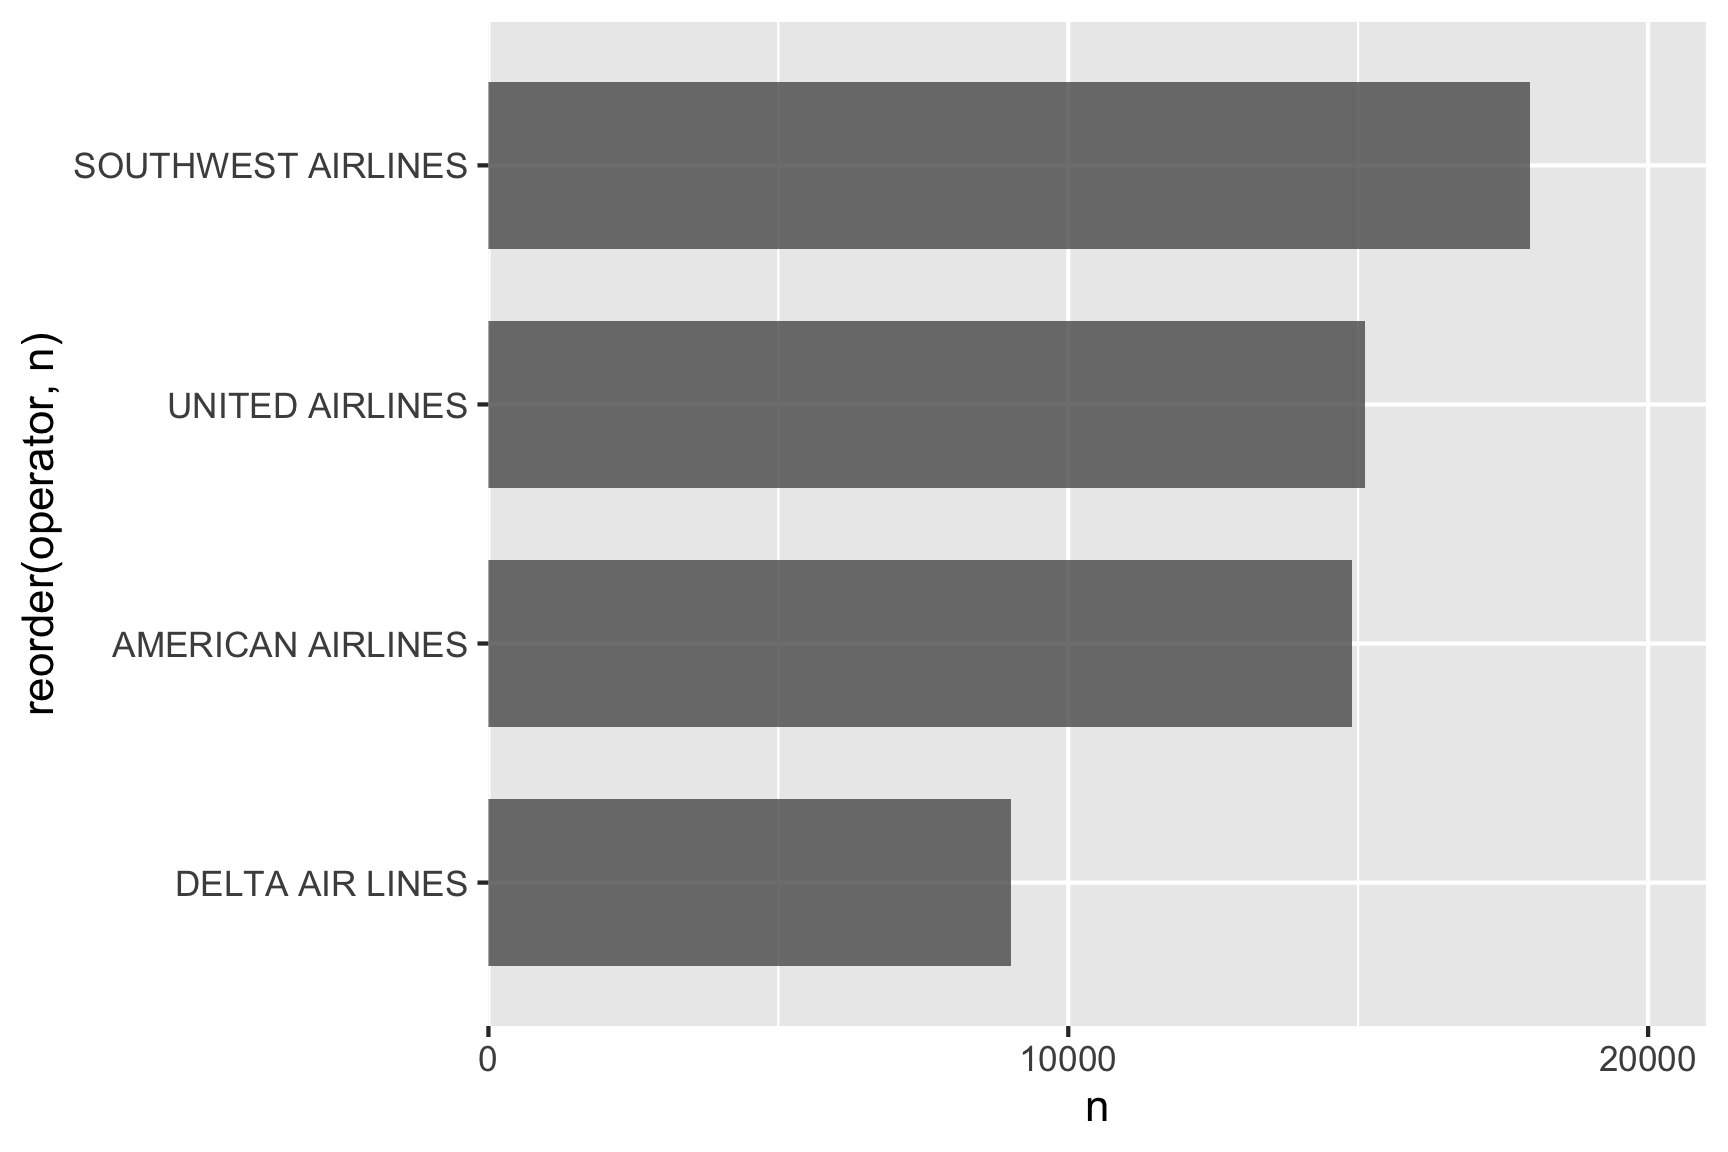 reorder(operator, n)
SOUTHWEST AIRLINES
UNITED AIRLINES
AMERICAN AIRLINES
DELTA AIR LINES
0 10000 20000
n